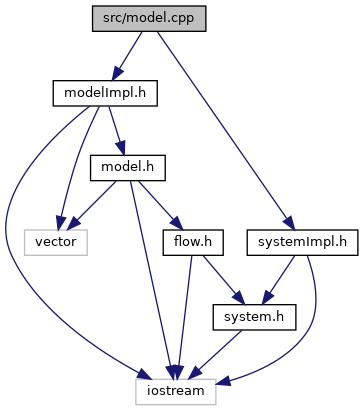 src/model.cpp
modelImpl.h
model.h
vector
flow.h
systemImpl.h
system.h
iostream